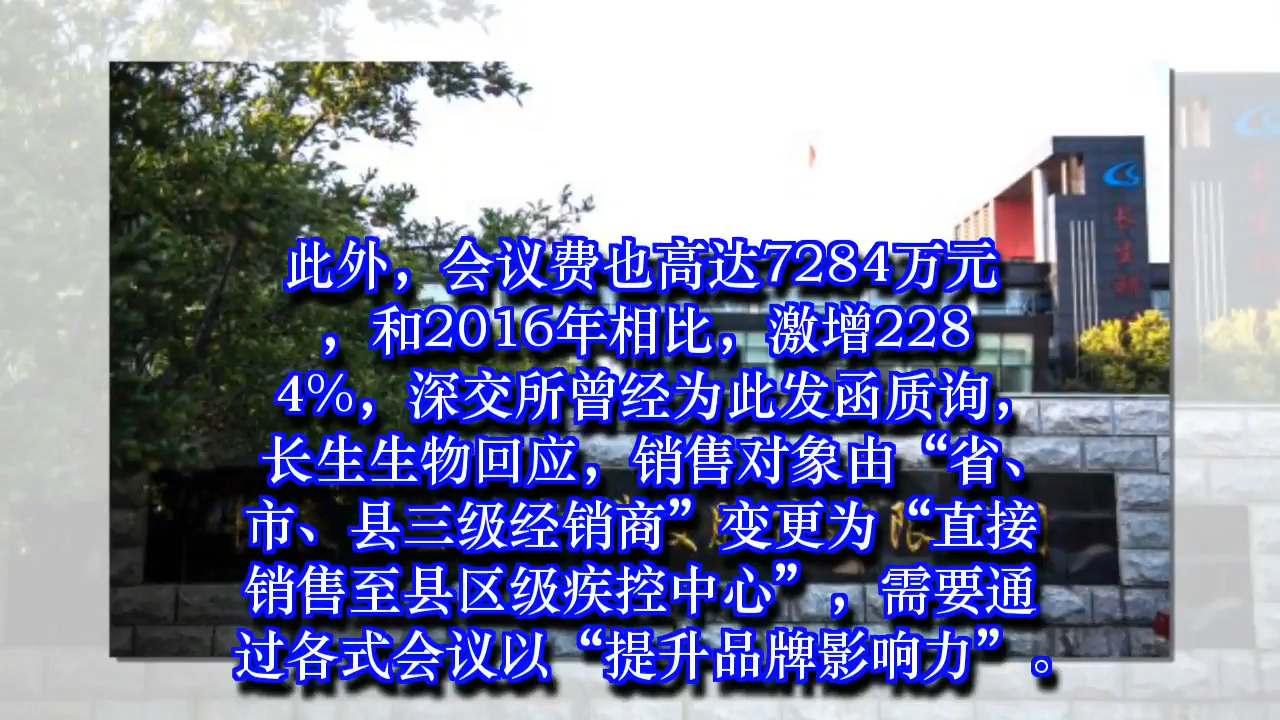 长生科
此外，会议费也高达7284万元
，和2016年相比，激增228
4%，深交所曾经为此发函质询，
长生生物回应，销售对象由“省、
市、县三级经销商”变更为“直接
销售至县区级疾控中心”，需要通
过各式会议以“提升品牌影响力”。